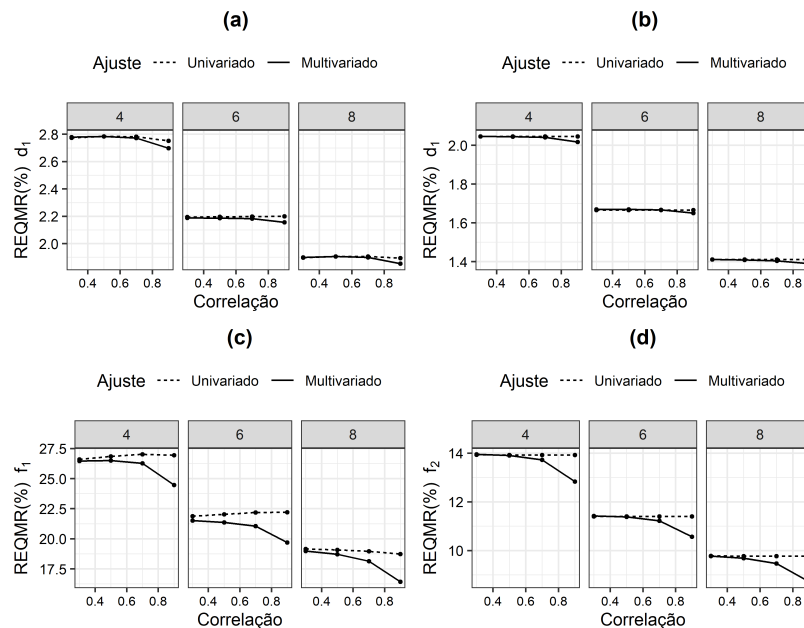 (a)
Ajuste Univariado Multivariado
4 6 8
REQMR(%) d1
2.8
2.6
2.4
2.2
2.0
0.4 0.6 0.8 0.4 0.6 0.8 0.4 0.6 0.8
Correlação
(b)
Ajuste Univariado Multivariado
4 6 8
REQMR(%) d1
2.0
1.8
1.6
1.4
0.4 0.6 0.8 0.4 0.6 0.8 0.4 0.6 0.8
Correlação
(c)
Ajuste Univariado Multivariado
4 6 8
REQMR(%) f1
27.5
25.0
22.5
20.0
17.5
0.4 0.6 0.8 0.4 0.6 0.8 0.4 0.6 0.8
Correlação
(d)
Ajuste Univariado Multivariado
4 6 8
REQMR(%) f2
14
12
10
0.4 0.6 0.8 0.4 0.6 0.8 0.4 0.6 0.8
Correlação